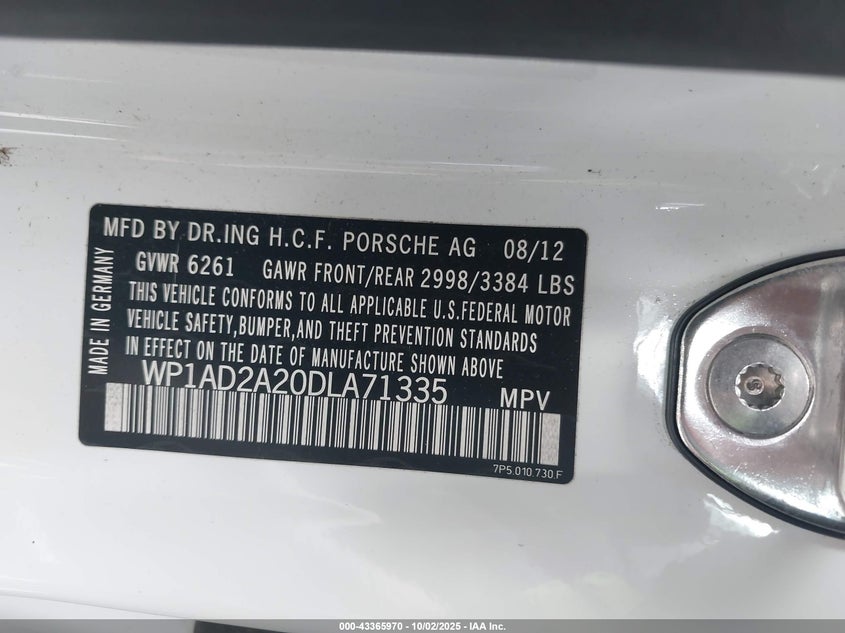 MFD BY DR.ING H.C.F. PORSCHE AG 08/12
MADE IN GERMANY
GVWR 6261 GAWR FRONT/REAR 2998/3384 LBS
THIS VEHICLE CONFORMS TO ALL APPLICABLE U.S.FEDERAL MOTOR
VEHICLE SAFETY,BUMPER,AND THEFT PREVENTION STANDARDS
IN EFFECT ON THE DATE OF MANUFACTURE SHOWN ABOVE
WP1AD2A20DLA71335 MPV
7P5.010.730.F
000-43365970 - 10/02/2025 - IAA Inc.